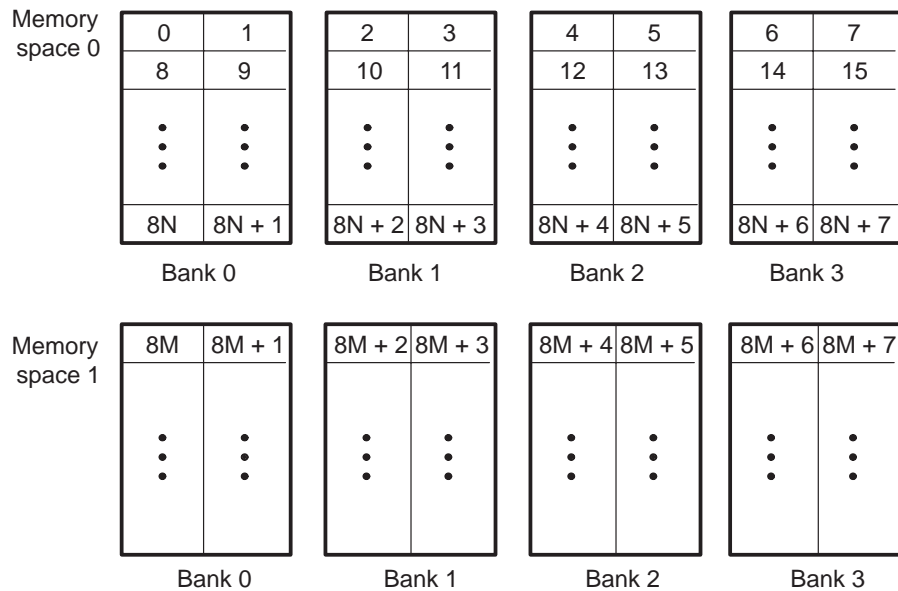 Memory
space 0
0 1 2 3 4 5 6 7
8 9 10 11 12 13 14 15
8N 8N + 1 8N + 2 8N + 3 8N + 4 8N + 5 8N + 6 8N + 7
Bank 0 Bank 1 Bank 2 Bank 3
Memory
space 1
8M 8M + 1 8M + 2 8M + 3 8M + 4 8M + 5 8M + 6 8M + 7
Bank 0 Bank 1 Bank 2 Bank 3